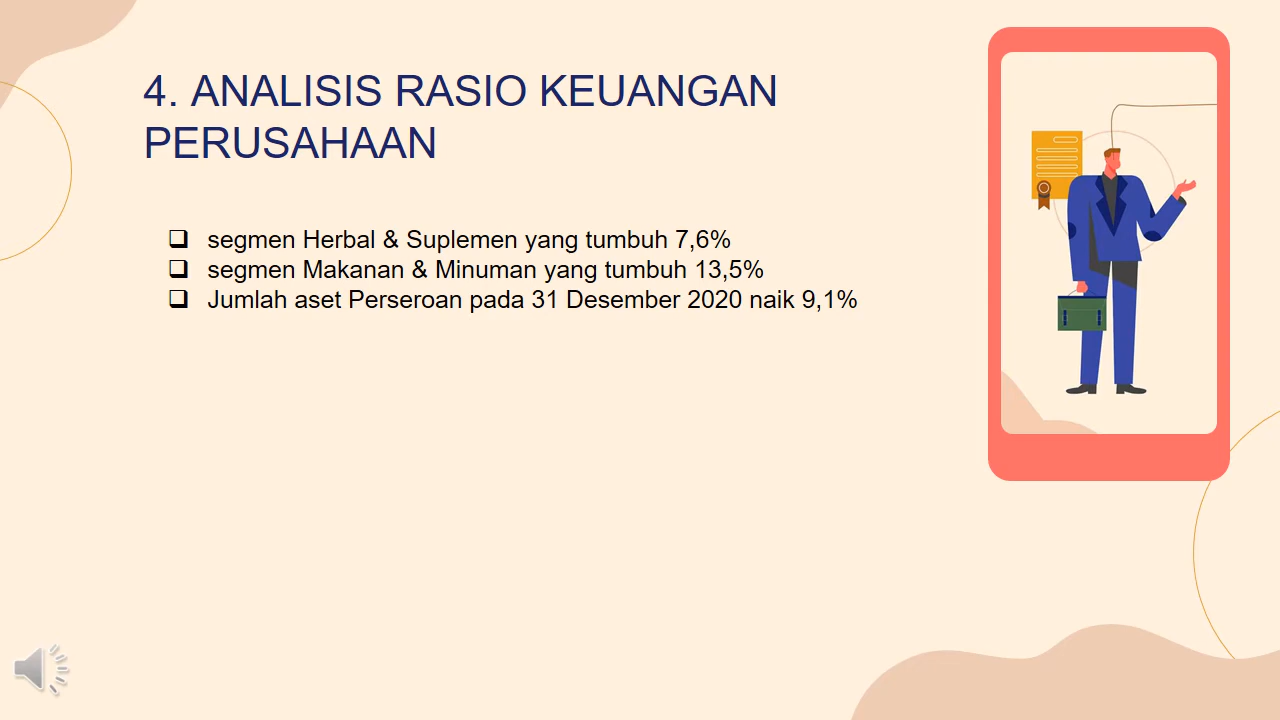 4. ANALISIS RASIO KEUANGAN
PERUSAHAAN
❑ segmen Herbal & Suplemen yang tumbuh 7,6%
❑ segmen Makanan & Minuman yang tumbuh 13,5%
❑ Jumlah aset Perseroan pada 31 Desember 2020 naik 9,1%